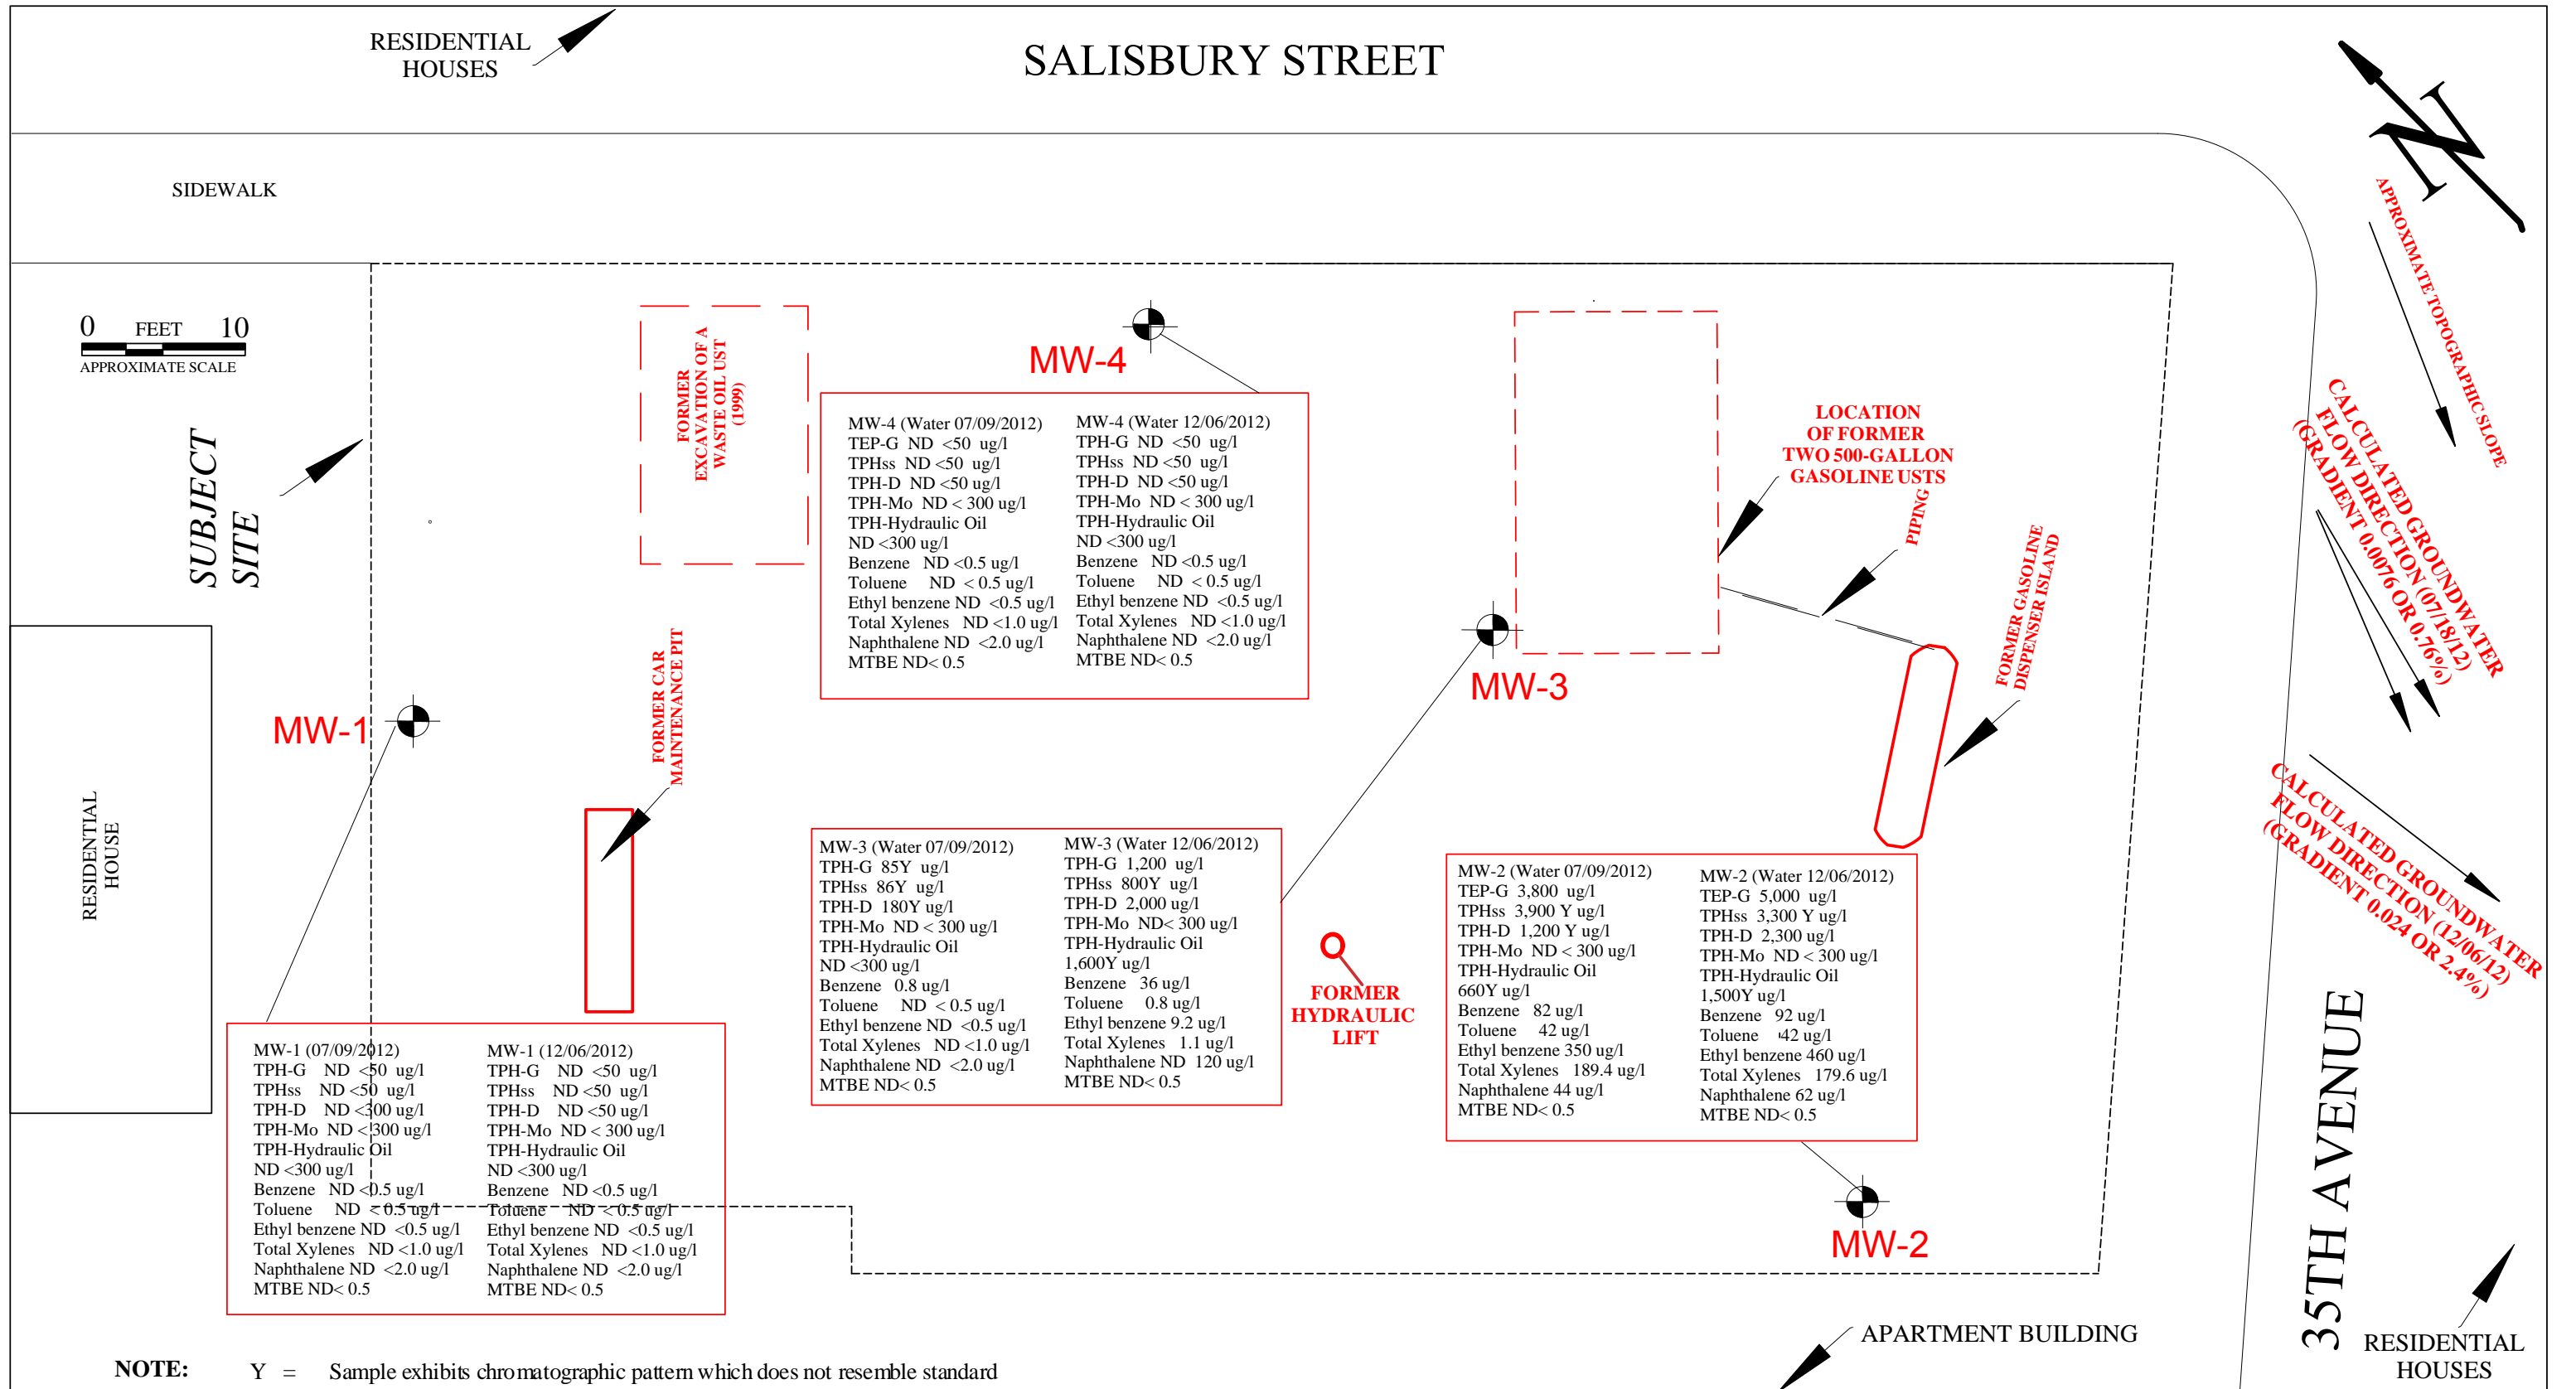 RESIDENTIAL
HOUSES
SALISBURY STREET
N
SIDEWALK
0 FEET 10
APPROXIMATE SCALE
SUBJECT
SITE
FORMER
EXCAVATION OF A
WASTE OIL UST
(1999)
MW-4
MW-4 (Water 07/09/2012)
TEP-G ND <50 ug/l
TPHss ND <50 ug/l
TPH-D ND <50 ug/l
TPH-Mo ND < 300 ug/l
TPH-Hydraulic Oil
ND <300 ug/l
Benzene ND <0.5 ug/l
Toluene ND < 0.5 ug/l
Ethyl benzene ND <0.5 ug/l
Total Xylenes ND <1.0 ug/l
Naphthalene ND <2.0 ug/l
MTBE ND< 0.5
MW-4 (Water 12/06/2012)
TPH-G ND <50 ug/l
TPHss ND <50 ug/l
TPH-D ND <50 ug/l
TPH-Mo ND < 300 ug/l
TPH-Hydraulic Oil
ND <300 ug/l
Benzene ND <0.5 ug/l
Toluene ND < 0.5 ug/l
Ethyl benzene ND <0.5 ug/l
Total Xylenes ND <1.0 ug/l
Naphthalene ND <2.0 ug/l
MTBE ND< 0.5
LOCATION
OF FORMER
TWO 500-GALLON
GASOLINE USTS
PIPING
FORMER GASOLINE
DISPENSER ISLAND
APPROXIMATE TOPOGRAPHIC SLOPE
CALCULATED GROUNDWATER
FLOW DIRECTION (07/18/12)
(GRADIENT 0.0076 OR 0.76%)
CALCULATED GROUNDWATER
FLOW DIRECTION (12/06/12)
(GRADIENT 0.024 OR 2.4%)
MW-3
MW-1
FORMER CAR
MAINTENANCE PIT
RESIDENTIAL
HOUSE
MW-3 (Water 07/09/2012)
TPH-G 85Y ug/l
TPHss 86Y ug/l
TPH-D 180Y ug/l
TPH-Mo ND < 300 ug/l
TPH-Hydraulic Oil
ND <300 ug/l
Benzene 0.8 ug/l
Toluene ND < 0.5 ug/l
Ethyl benzene ND <0.5 ug/l
Total Xylenes ND <1.0 ug/l
Naphthalene ND <2.0 ug/l
MTBE ND< 0.5
MW-3 (Water 12/06/2012)
TPH-G 1,200 ug/l
TPHss 800Y ug/l
TPH-D 2,000 ug/l
TPH-Mo ND< 300 ug/l
TPH-Hydraulic Oil
1,600Y ug/l
Benzene 36 ug/l
Toluene 0.8 ug/l
Ethyl benzene 9.2 ug/l
Total Xylenes 1.1 ug/l
Naphthalene ND 120 ug/l
MTBE ND< 0.5
FORMER
HYDRAULIC
LIFT
MW-2 (Water 07/09/2012)
TEP-G 3,800 ug/l
TPHss 3,900 Y ug/l
TPH-D 1,200 Y ug/l
TPH-Mo ND < 300 ug/l
TPH-Hydraulic Oil
660Y ug/l
Benzene 82 ug/l
Toluene 42 ug/l
Ethyl benzene 350 ug/l
Total Xylenes 189.4 ug/l
Naphthalene 44 ug/l
MTBE ND< 0.5
MW-2 (Water 12/06/2012)
TEP-G 5,000 ug/l
TPHss 3,300 Y ug/l
TPH-D 2,300 ug/l
TPH-Mo ND < 300 ug/l
TPH-Hydraulic Oil
1,500Y ug/l
Benzene 92 ug/l
Toluene 42 ug/l
Ethyl benzene 460 ug/l
Total Xylenes 179.6 ug/l
Naphthalene 62 ug/l
MTBE ND< 0.5
MW-1 (07/09/2012)
TPH-G ND <50 ug/l
TPHss ND <50 ug/l
TPH-D ND <300 ug/l
TPH-Mo ND < 300 ug/l
TPH-Hydraulic Oil
ND <300 ug/l
Benzene ND <0.5 ug/l
Toluene ND < 0.5 ug/l
Ethyl benzene ND <0.5 ug/l
Total Xylenes ND <1.0 ug/l
Naphthalene ND <2.0 ug/l
MTBE ND< 0.5
MW-1 (12/06/2012)
TPH-G ND <50 ug/l
TPHss ND <50 ug/l
TPH-D ND <50 ug/l
TPH-Mo ND < 300 ug/l
TPH-Hydraulic Oil
ND <300 ug/l
Benzene ND <0.5 ug/l
Toluene ND < 0.5 ug/l
Ethyl benzene ND <0.5 ug/l
Total Xylenes ND <1.0 ug/l
Naphthalene ND <2.0 ug/l
MTBE ND< 0.5
MW-2
35TH AVENUE
APARTMENT BUILDING
RESIDENTIAL
HOUSES
NOTE: Y = Sample exhibits chromatographic pattern which does not resemble standard